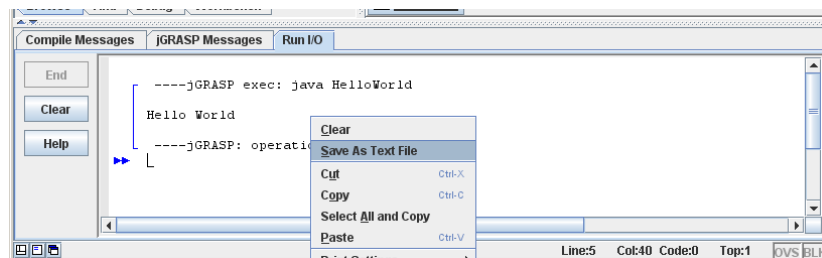 Compile Messages jGRASP Messages Run I/O
End
Clear
Help
----jGRASP exec: java HelloWorld
Hello World
----jGRASP: operatio
Clear
Save As Text File
Cut Ctrl-X
Copy Ctrl-C
Select All and Copy
Paste Ctrl-V
Line:5 Col:40 Code:0 Top:1 OVS BLK